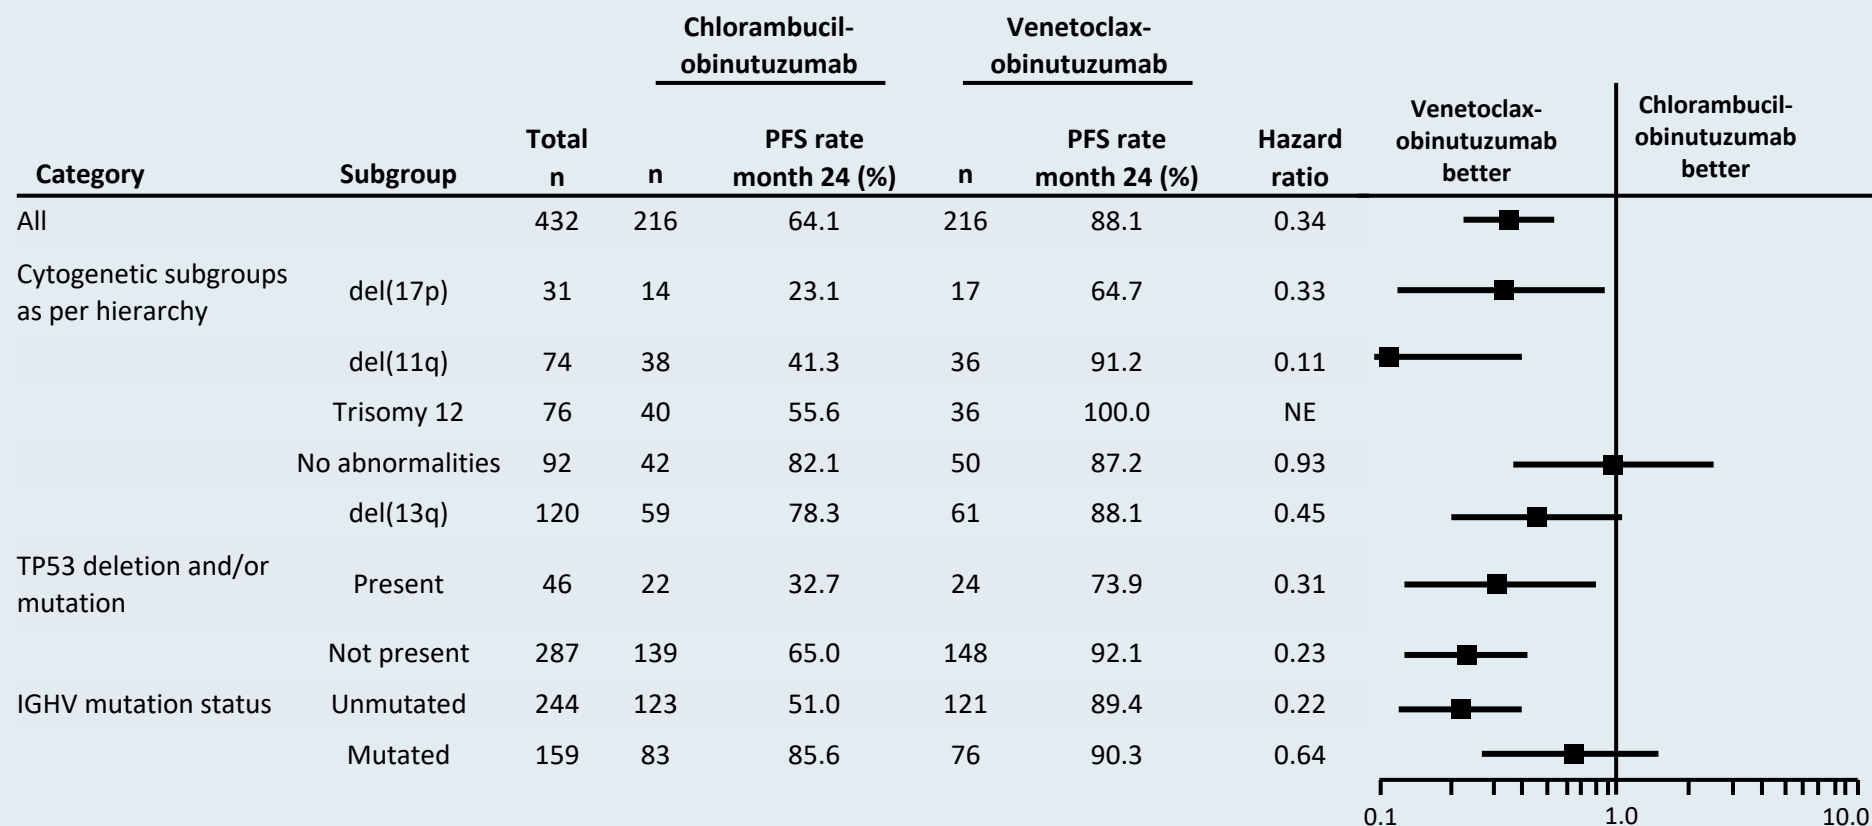 Chlorambucil-
obinutuzumab
Venetoclax-
obinutuzumab
Category
Subgroup
Total
n
n
PFS rate
month 24 (%)
n
PFS rate
month 24 (%)
Hazard
ratio
Venetoclax-
obinutuzumab
better
Chlorambucil-
obinutuzumab
better
All 432 216 64.1 216 88.1 0.34
Cytogenetic subgroups
as per hierarchy
del(17p) 31 14 23.1 17 64.7 0.33
del(11q) 74 38 41.3 36 91.2 0.11
Trisomy 12 76 40 55.6 36 100.0 NE
No abnormalities 92 42 82.1 50 87.2 0.93
del(13q) 120 59 78.3 61 88.1 0.45
TP53 deletion and/or
mutation
Present 46 22 32.7 24 73.9 0.31
Not present 287 139 65.0 148 92.1 0.23
IGHV mutation status Unmutated 244 123 51.0 121 89.4 0.22
Mutated 159 83 85.6 76 90.3 0.64
0.1 1.0 10.0